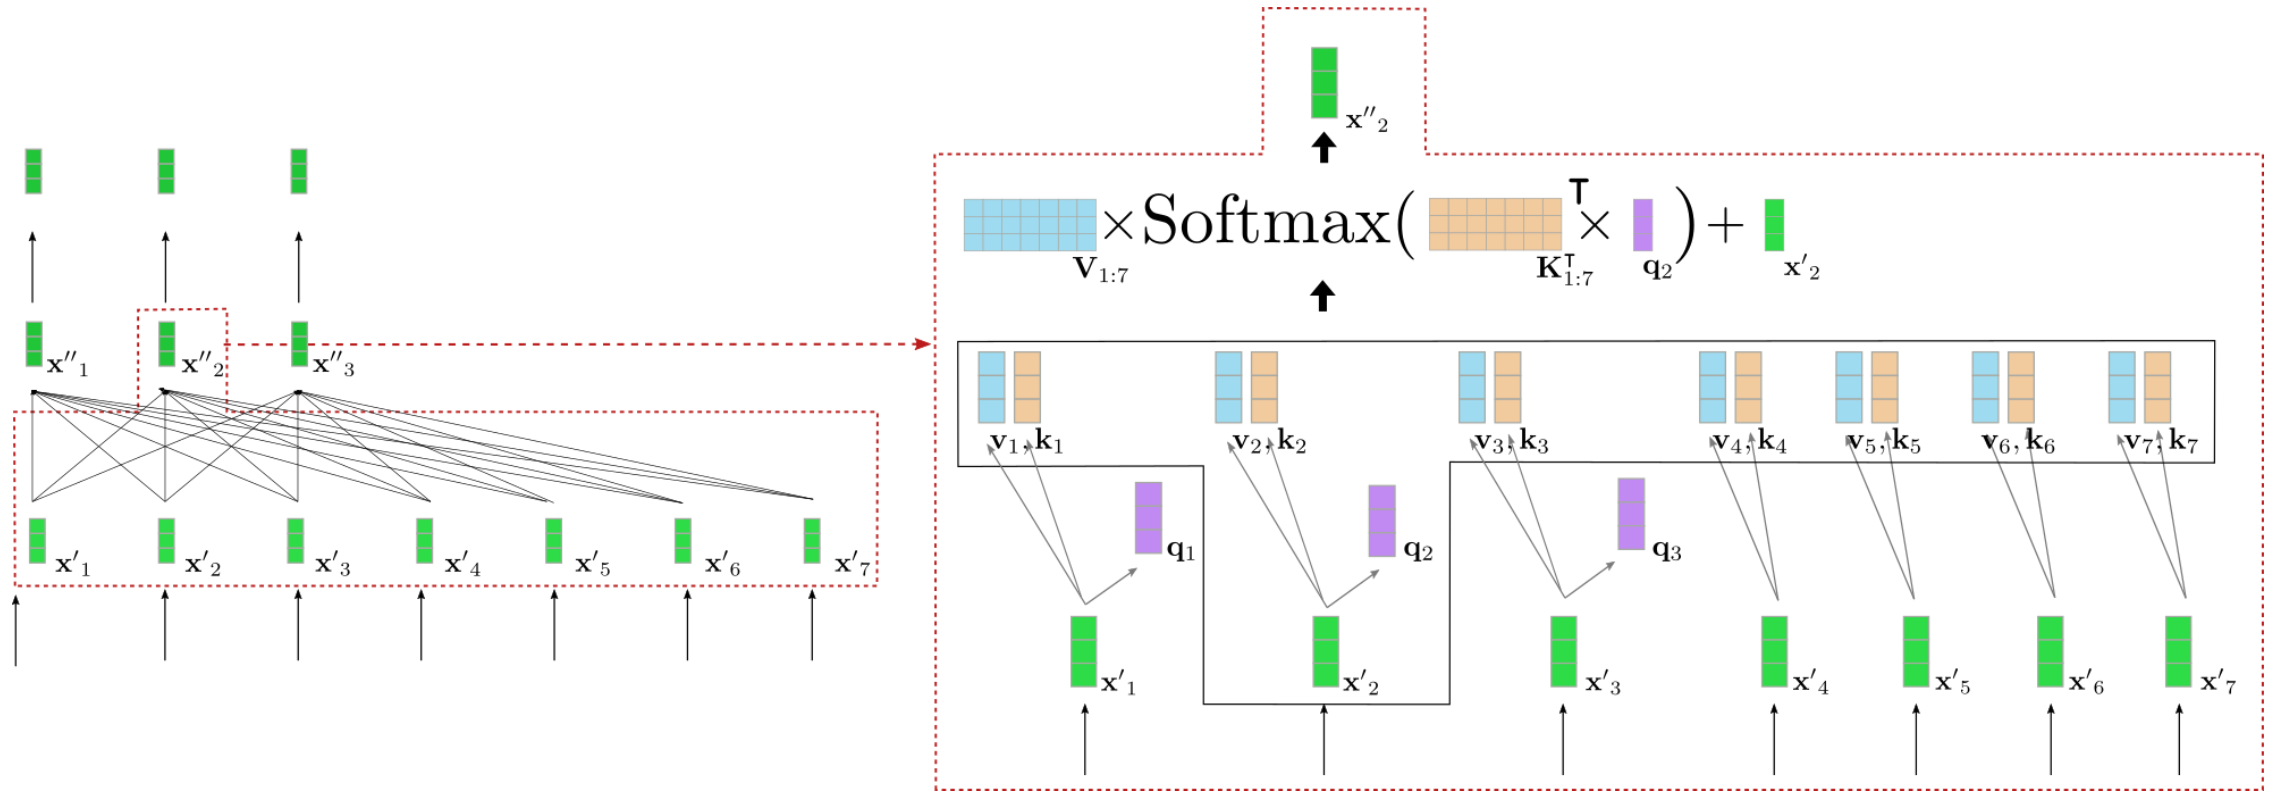 x″₂
× Softmax( ⊤ × ) +
V₁:₇ K⊤₁:₇ q₂ x′₂
x″₁ x″₂ x″₃
v₁, k₁ v₂, k₂ v₃, k₃ v₄, k₄ v₅, k₅ v₆, k₆ v₇, k₇
q₁ q₂ q₃
x′₁ x′₂ x′₃ x′₄ x′₅ x′₆ x′₇
x′₁ x′₂ x′₃ x′₄ x′₅ x′₆ x′₇